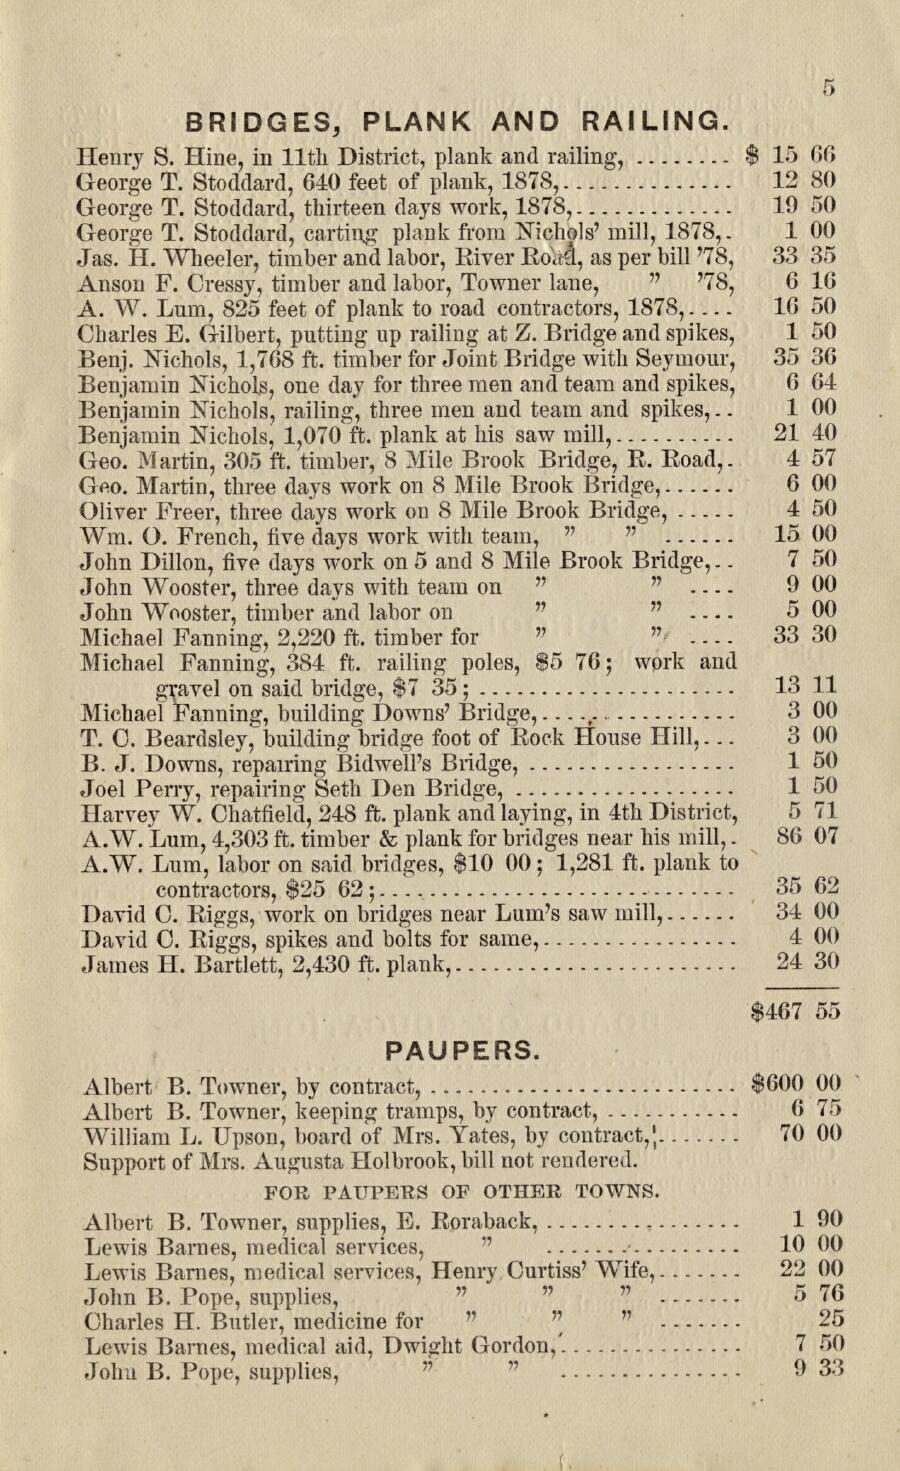 5
BRIDGES, PLANK AND RAILING.
Henry S. Hine, in 11th District, plank and railing, ........ $ 15 66
George T. Stoddard, 640 feet of plank, 1878,.............. 12 80
George T. Stoddard, thirteen days work, 1878,............. 19 50
George T. Stoddard, carting plank from Nichols' mill, 1878,. 1 00
Jas. H. Wheeler, timber and labor, River Road, as per bill '78, 33 35
Anson F. Cressy, timber and labor, Towner lane, " '78, 6 16
A. W. Lum, 825 feet of plank to road contractors, 1878,.... 16 50
Charles E. Gilbert, putting up railing at Z. Bridge and spikes, 1 50
Benj. Nichols, 1,768 ft. timber for Joint Bridge with Seymour, 35 36
Benjamin Nichols, one day for three men and team and spikes, 6 64
Benjamin Nichols, railing, three men and team and spikes,.. 1 00
Benjamin Nichols, 1,070 ft. plank at his saw mill,.......... 21 40
Geo. Martin, 305 ft. timber, 8 Mile Brook Bridge, R. Road,. 4 57
Geo. Martin, three days work on 8 Mile Brook Bridge,...... 6 00
Oliver Freer, three days work on 8 Mile Brook Bridge, ..... 4 50
Wm. O. French, five days work with team, " " ...... 15 00
John Dillon, five days work on 5 and 8 Mile Brook Bridge,.. 7 50
John Wooster, three days with team on " " .... 9 00
John Wooster, timber and labor on " " .... 5 00
Michael Fanning, 2,220 ft. timber for " " .... 33 30
Michael Fanning, 384 ft. railing poles, $5 76; work and
gravel on said bridge, $7 35; ..................... 13 11
Michael Fanning, building Downs' Bridge,................ 3 00
T. C. Beardsley, building bridge foot of Rock House Hill,... 3 00
B. J. Downs, repairing Bidwell's Bridge, ................. 1 50
Joel Perry, repairing Seth Den Bridge, .................. 1 50
Harvey W. Chatfield, 248 ft. plank and laying, in 4th District, 5 71
A.W. Lum, 4,303 ft. timber & plank for bridges near his mill,. 86 07
A.W. Lum, labor on said bridges, $10 00; 1,281 ft. plank to
contractors, $25 62;............................. 35 62
David C. Riggs, work on bridges near Lum's saw mill,...... 34 00
David C. Riggs, spikes and bolts for same,................ 4 00
James H. Bartlett, 2,430 ft. plank,....................... 24 30
$467 55
PAUPERS.
Albert B. Towner, by contract, ......................... $600 00
Albert B. Towner, keeping tramps, by contract, ........... 6 75
William L. Upson, board of Mrs. Yates, by contract,....... 70 00
Support of Mrs. Augusta Holbrook, bill not rendered.
FOR PAUPERS OF OTHER TOWNS.
Albert B. Towner, supplies, E. Roraback, ................ 1 90
Lewis Barnes, medical services, " ................ 10 00
Lewis Barnes, medical services, Henry Curtiss' Wife,....... 22 00
John B. Pope, supplies, " " " ....... 5 76
Charles H. Butler, medicine for " " " ....... 25
Lewis Barnes, medical aid, Dwight Gordon,............... 7 50
John B. Pope, supplies, " " ............... 9 33